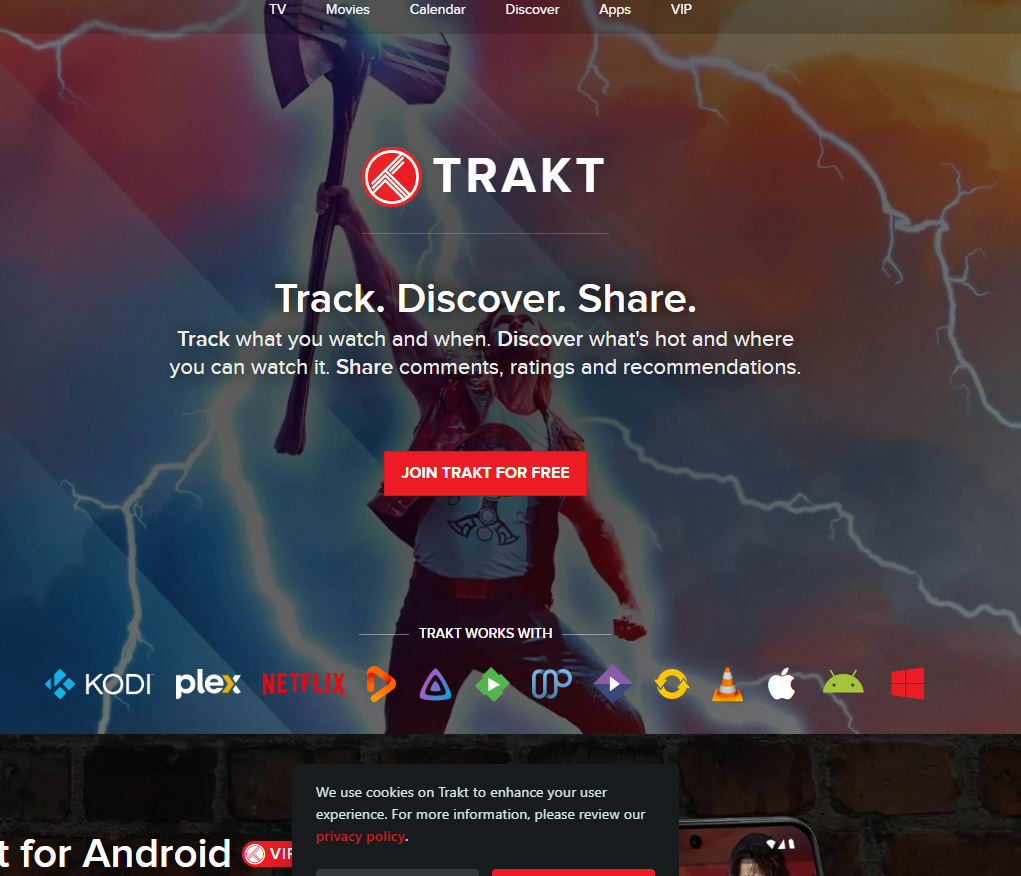 TV Movies Calendar Discover Apps VIP
TRAKT
Track. Discover. Share.
Track what you watch and when. Discover what's hot and where
you can watch it. Share comments, ratings and recommendations.
JOIN TRAKT FOR FREE
TRAKT WORKS WITH
KODI plex NETFLIX
We use cookies on Trakt to enhance your user
experience. For more information, please review our
privacy policy.
t for Android VIP